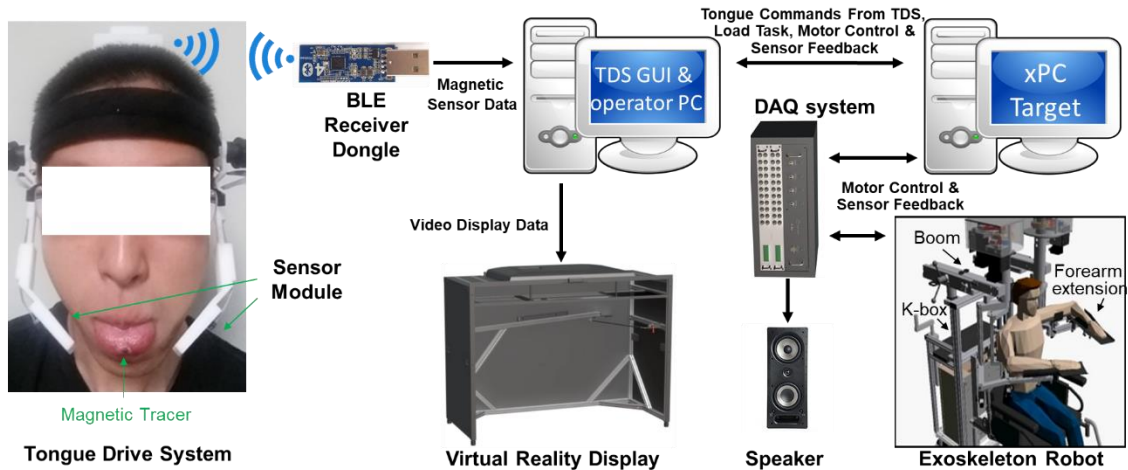 Tongue Commands From TDS,
Load Task, Motor Control &
Sensor Feedback
TDS GUI &
operator PC
xPC
Target
Magnetic
Sensor Data
BLE
Receiver
Dongle
DAQ system
Motor Control &
Sensor Feedback
Video Display Data
Sensor
Module
Boom
Forearm
extension
K-box
Magnetic Tracer
Tongue Drive System
Virtual Reality Display
Speaker
Exoskeleton Robot